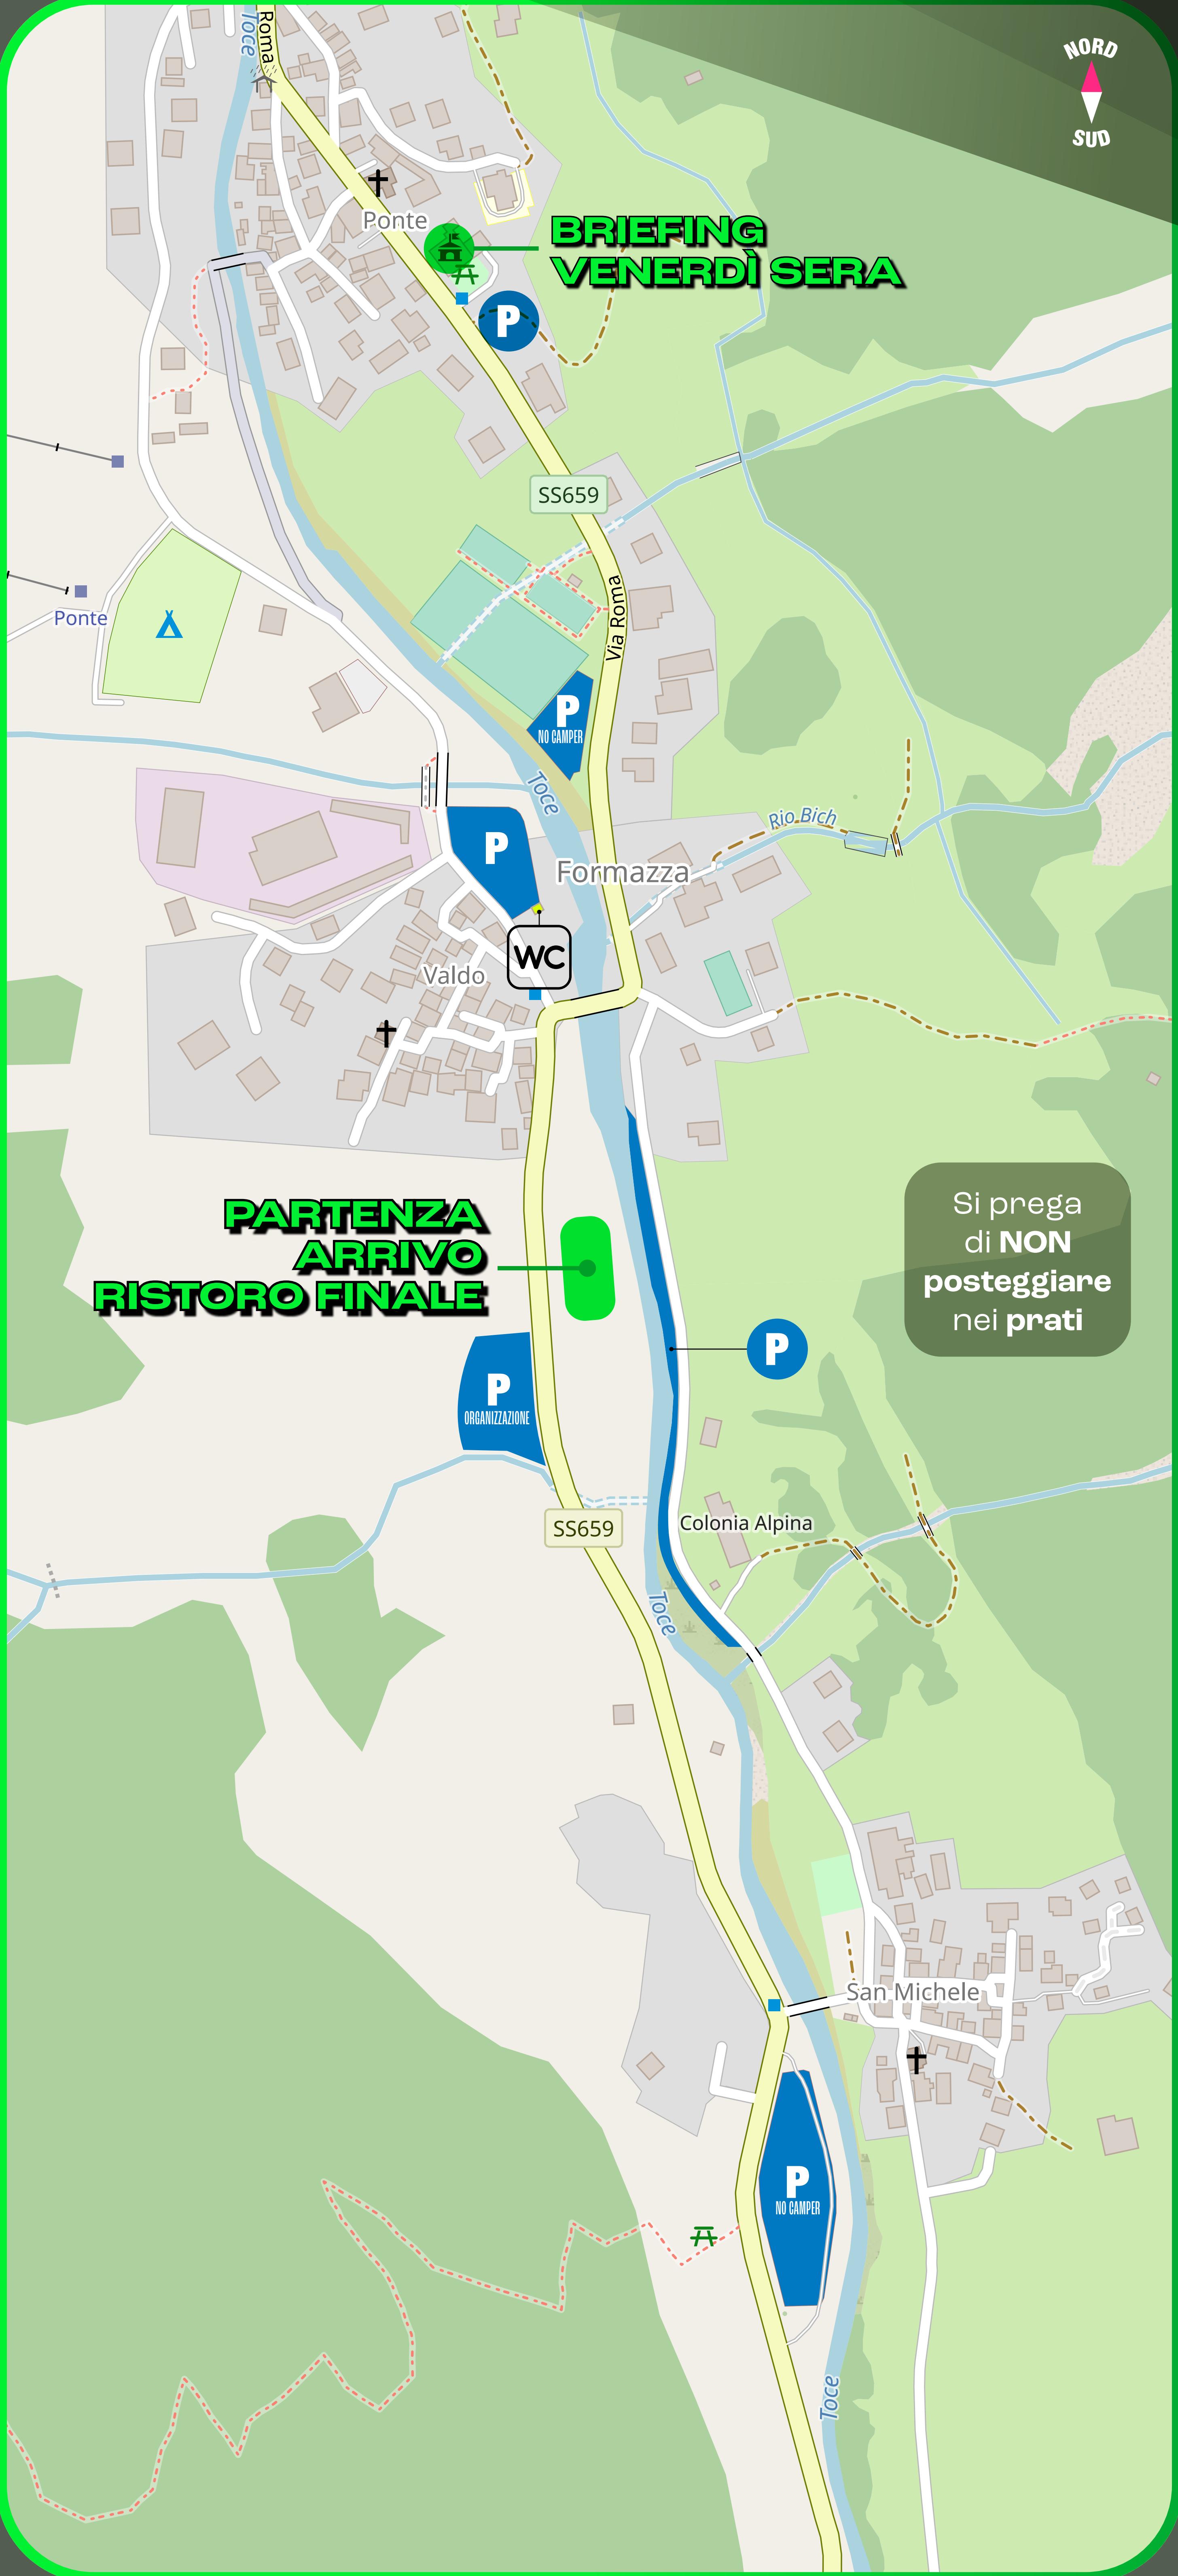 Toce
Roma
NORD
SUD
Ponte
BRIEFING
VENERDÌ SERA
P
SS659
Via Roma
Ponte
P
NO CAMPER
Toce
Rio Bich
P
Formazza
WC
Valdo
Si prega
di NON
posteggiare
nei prati
PARTENZA
ARRIVO
RISTORO FINALE
P
P
ORGANIZZAZIONE
SS659
Colonia Alpina
Toce
San Michele
P
NO CAMPER
Toce